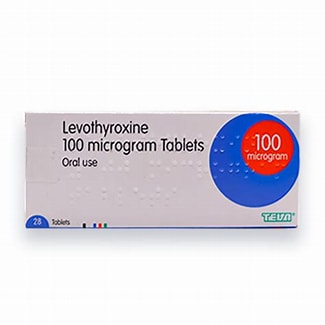 Levothyroxine
100 microgram Tablets
Oral use
100
microgram
TEVA
28 Tablets